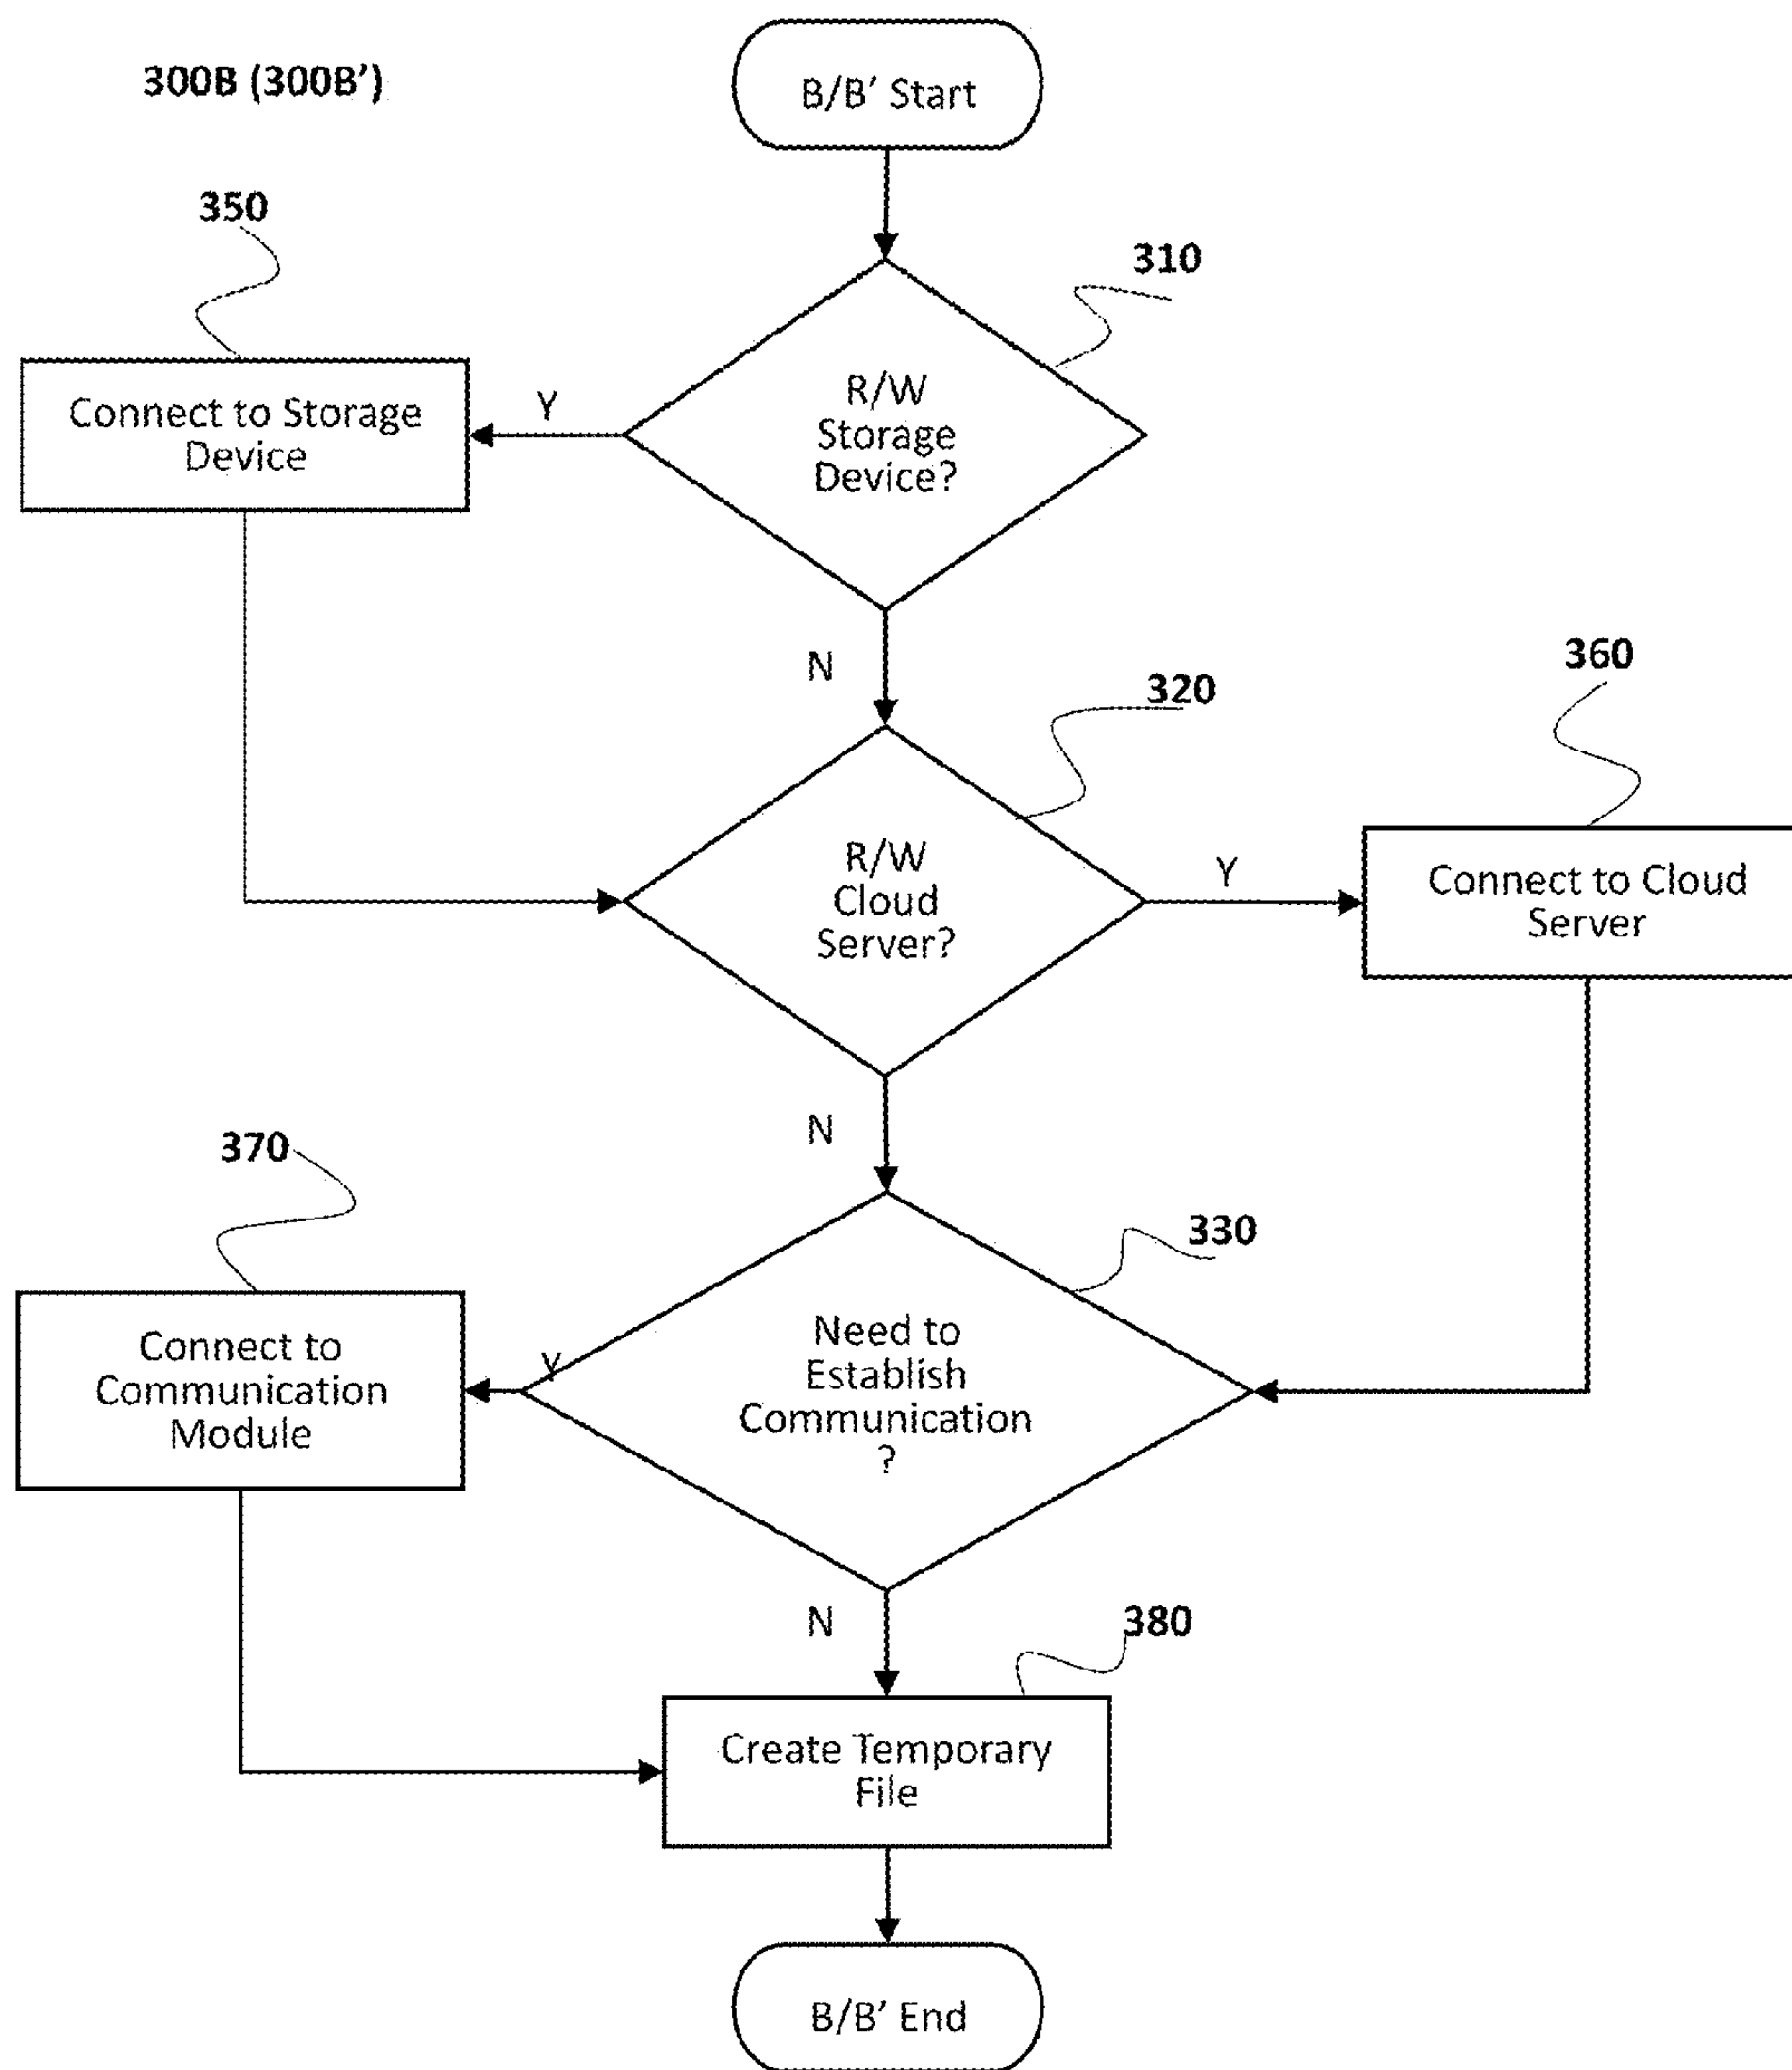 300B (300B')
B/B' Start
350
310
R/W
Storage
Device?
Y
Connect to Storage
Device
N
320
360
R/W
Cloud
Server?
Y
Connect to Cloud
Server
N
370
330
Need to
Establish
Communication
?
Y
Connect to
Communication
Module
N
380
Create Temporary
File
B/B' End